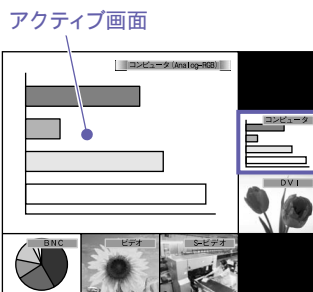 アクティブ画面
コンピュータ(Analog-RGB)
コンピュータ
DVI
BNC
ビデオ
S-ビデオ